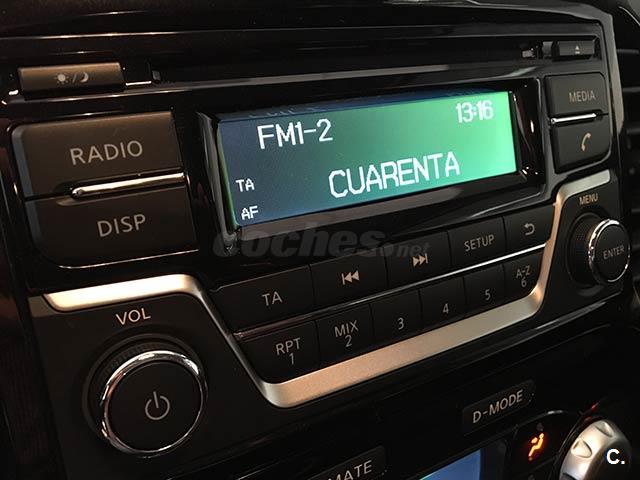 RADIO
DISP
FM1-2 13:16
TA
AF
CUARENTA
MEDIA
MENU
ENTER
coches.net
VOL
TA
SETUP
RPT 1
MIX 2
3
4
5
A-Z 6
D-MODE
MATE
C.